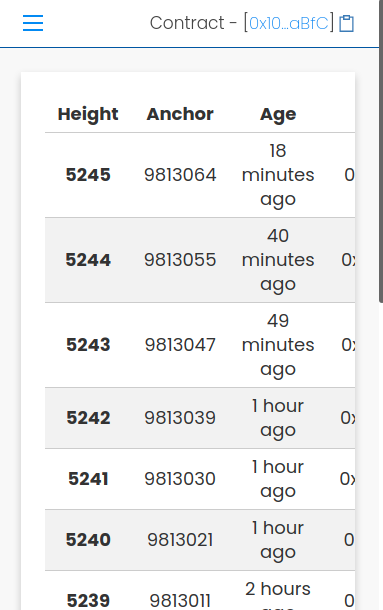 Contract - [0x10...aBfC]
Height Anchor Age
18
5245 9813064 minutes 0
ago
40
5244 9813055 minutes 0x
ago
49
5243 9813047 minutes 0x
ago
5242 9813039 1 hour 0x
ago
5241 9813030 1 hour 0x
ago
5240 9813021 1 hour 0
ago
5239 9813011 2 hours 0